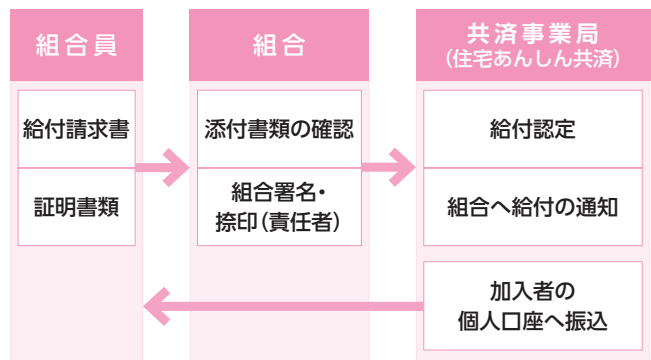 組合員
組合
共済事業局
(住宅あんしん共済)
給付請求書
証明書類
添付書類の確認
組合署名・
捺印(責任者)
給付認定
組合へ給付の通知
加入者の
個人口座へ振込